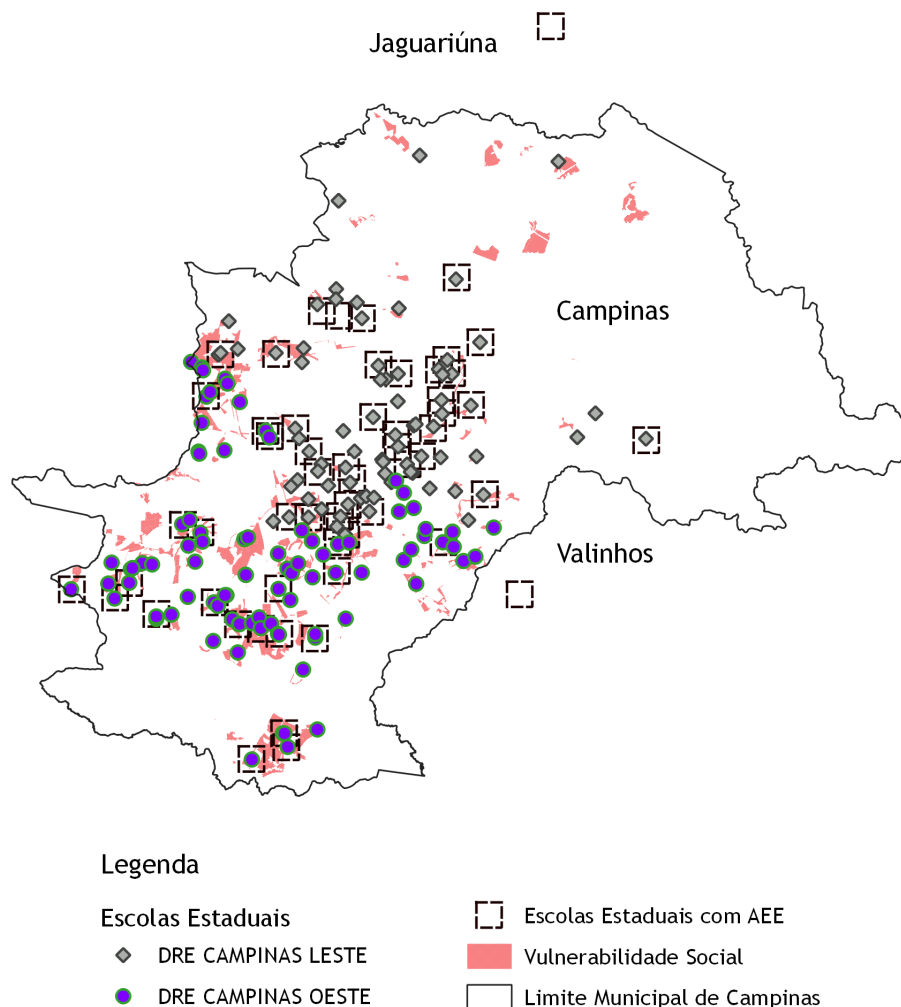 Jaguariúna
Campinas
Valinhos
Legenda
Escolas Estaduais
DRE CAMPINAS LESTE
DRE CAMPINAS OESTE
Escolas Estaduais com AEE
Vulnerabilidade Social
Limite Municipal de Campinas